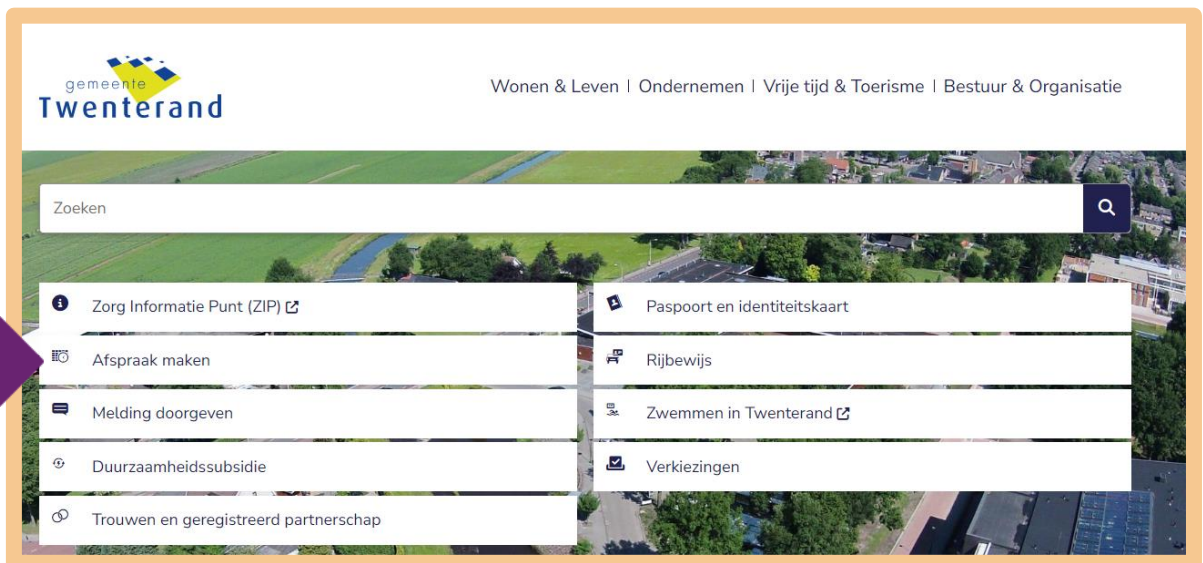 gemeente
Twenterand
Wonen & Leven | Ondernemen | Vrije tijd & Toerisme | Bestuur & Organisatie
Zoeken
Zorg Informatie Punt (ZIP)
Afspraak maken
Melding doorgeven
Duurzaamheidssubsidie
Trouwen en geregistreerd partnerschap
Paspoort en identiteitskaart
Rijbewijs
Zwemmen in Twenterand
Verkiezingen